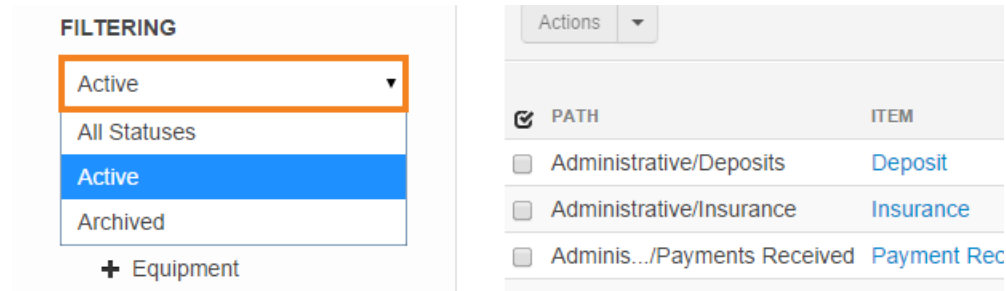 FILTERING
Active
All Statuses
Active
Archived
Equipment
Actions
PATH ITEM
Administrative/Deposits Deposit
Administrative/Insurance Insurance
Adminis.../Payments Received Payment